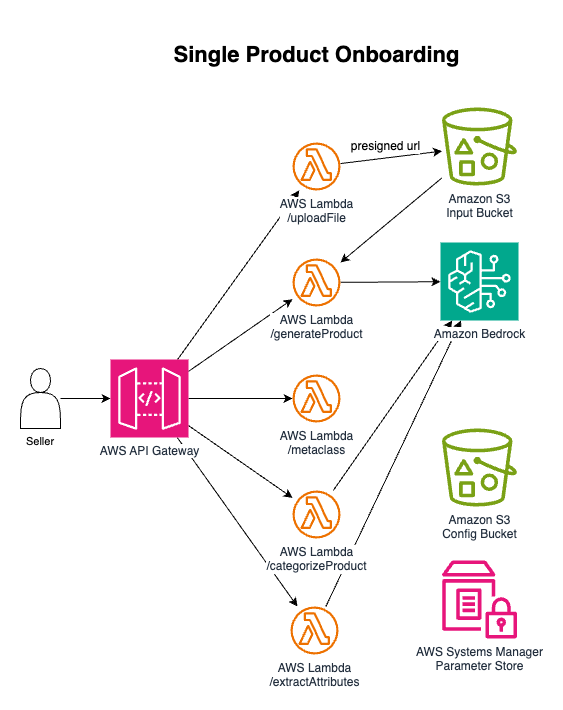 Single Product Onboarding
presigned url
AWS Lambda
/uploadFile
Amazon S3
Input Bucket
AWS Lambda
/generateProduct
Amazon Bedrock
</>
Seller
AWS API Gateway
AWS Lambda
/metaclass
Amazon S3
Config Bucket
AWS Lambda
/categorizeProduct
AWS Systems Manager
Parameter Store
AWS Lambda
/extractAttributes